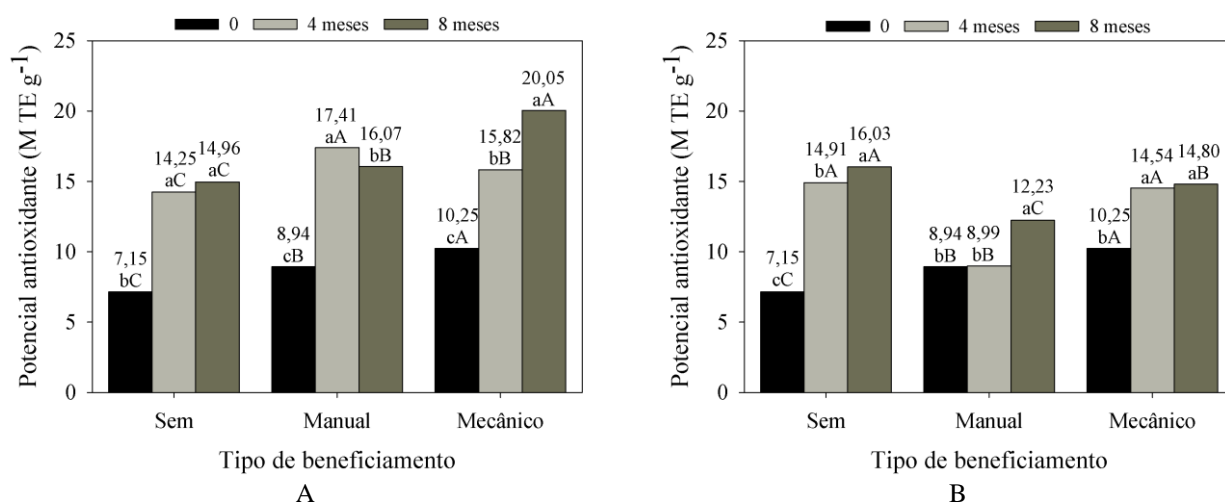 0 4 meses 8 meses
Potencial antioxidante (M TE g-1)
25
20
15
10
5
0
7,15
bC
14,25
aC
14,96
aC
8,94
cB
17,41
aA
16,07
bB
10,25
cA
15,82
bB
20,05
aA
Sem Manual Mecânico
Tipo de beneficiamento
A
0 4 meses 8 meses
Potencial antioxidante (M TE g-1)
25
20
15
10
5
0
7,15
cC
14,91
bA
16,03
aA
8,94
bB
8,99
bB
12,23
aC
10,25
bA
14,54
aA
14,80
aB
Sem Manual Mecânico
Tipo de beneficiamento
B